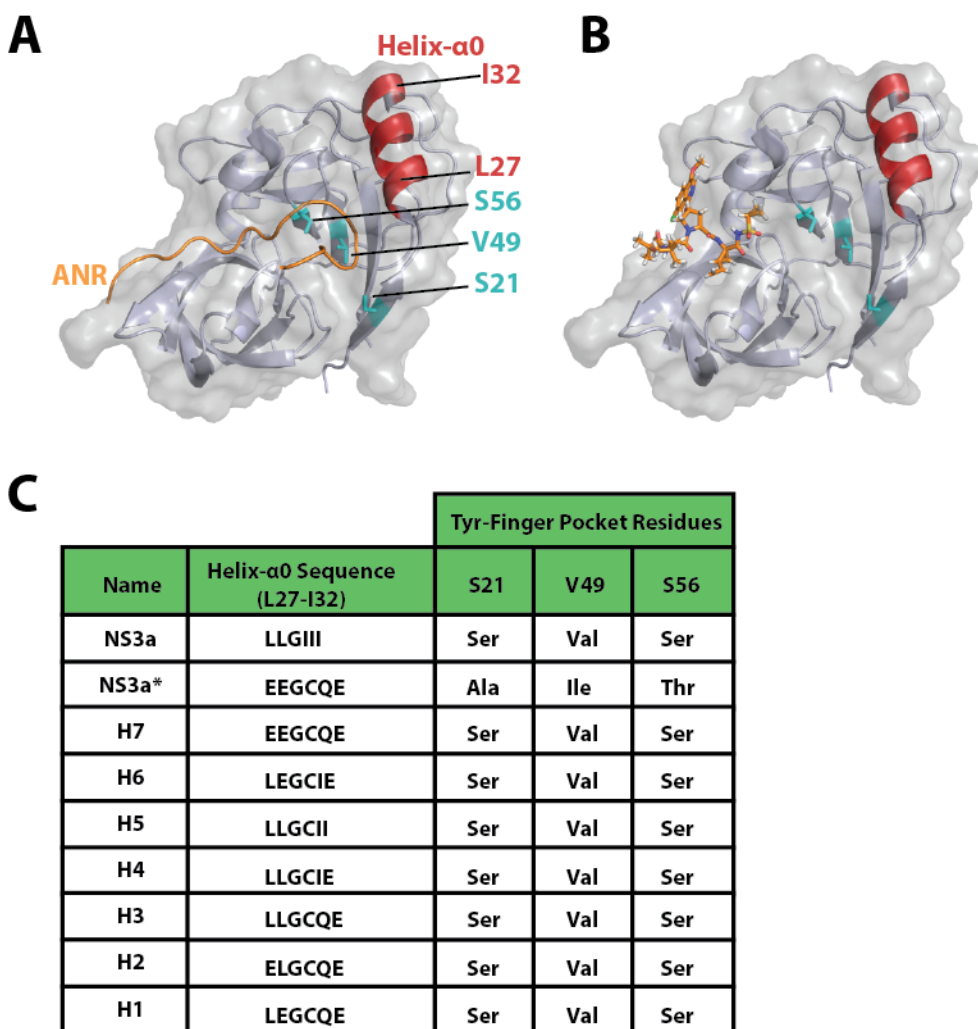 A
B
Helix-α0
I32
L27
S56
V49
S21
ANR
C
Tyr-Finger Pocket Residues
Name Helix-α0 Sequence (L27-I32) S21 V49 S56
NS3a LLGIII Ser Val Ser
NS3a* EEGCQE Ala Ile Thr
H7 EEGCQE Ser Val Ser
H6 LEGCIE Ser Val Ser
H5 LLGCII Ser Val Ser
H4 LLGCIE Ser Val Ser
H3 LLGCQE Ser Val Ser
H2 ELGCQE Ser Val Ser
H1 LEGCQE Ser Val Ser